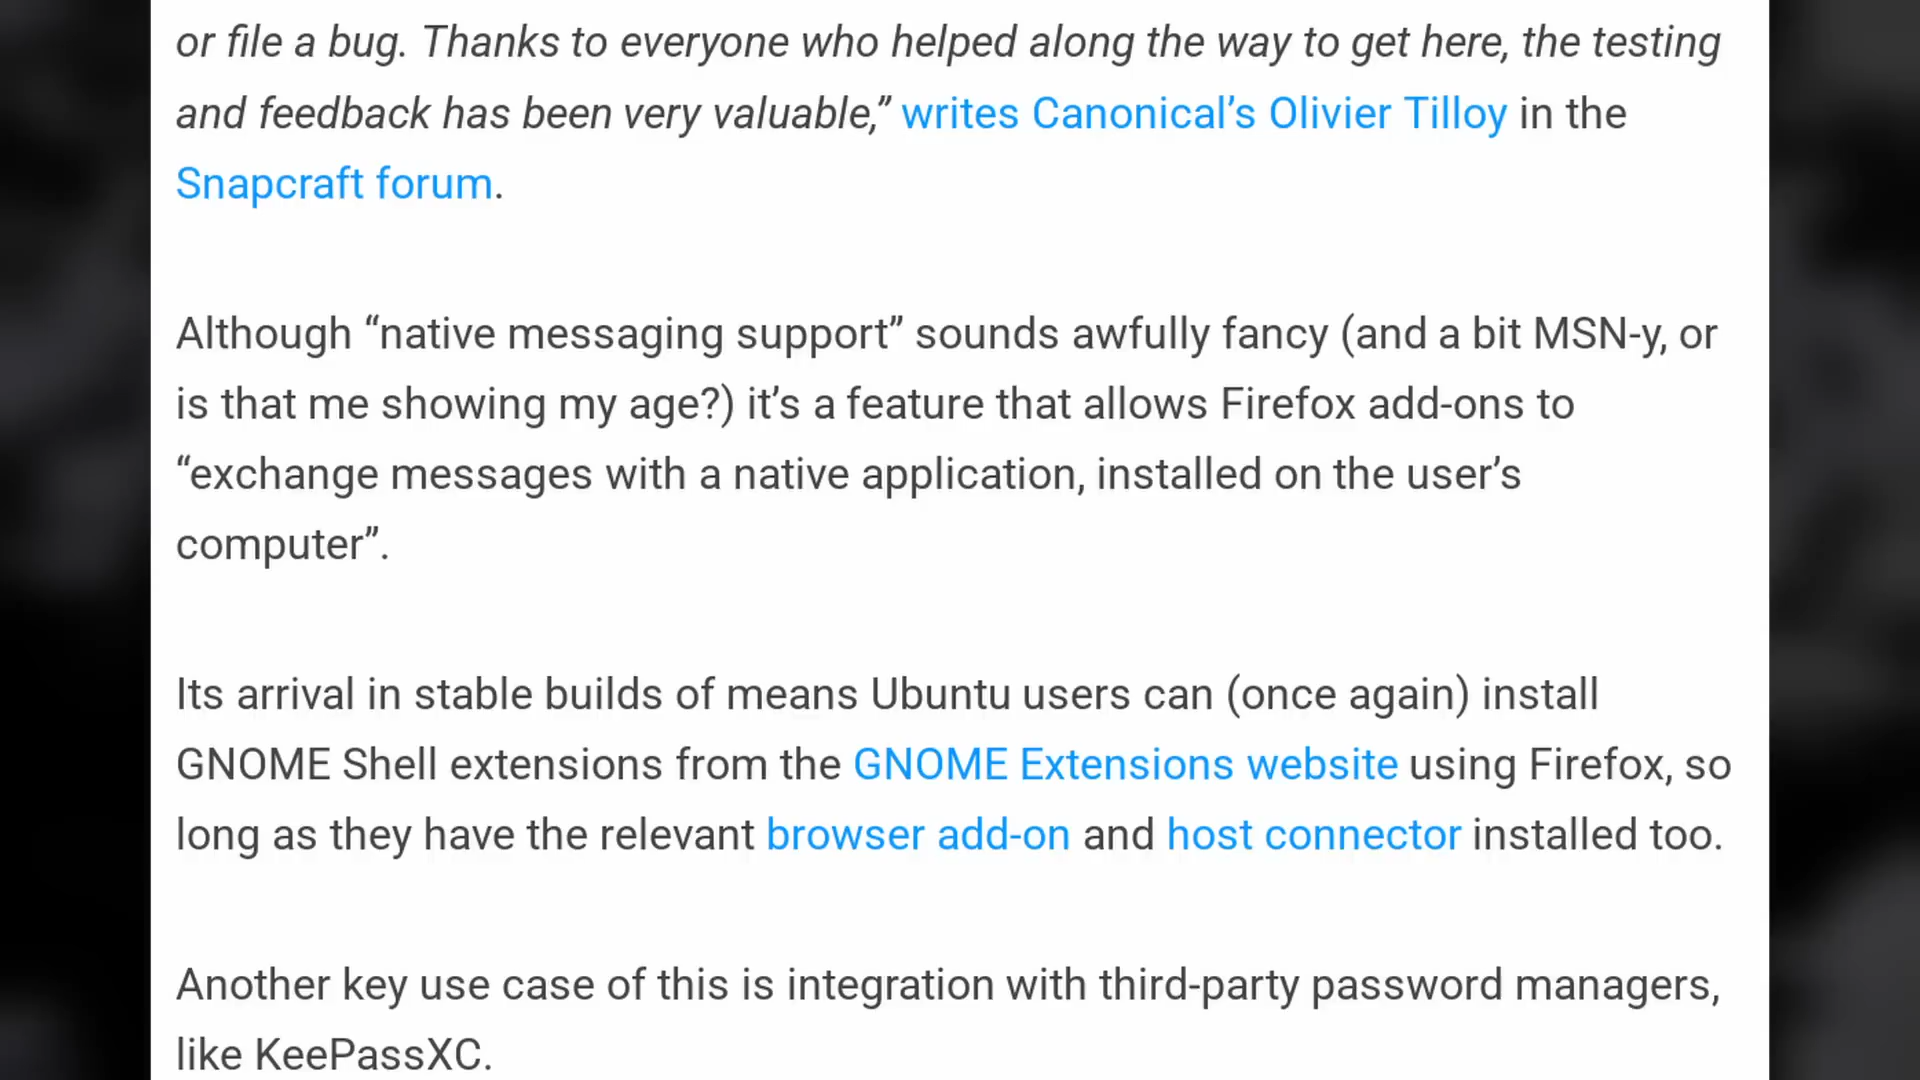 or file a bug. Thanks to everyone who helped along the way to get here, the testing
and feedback has been very valuable,” writes Canonical’s Olivier Tilloy in the
Snapcraft forum.
Although “native messaging support” sounds awfully fancy (and a bit MSN-y, or
is that me showing my age?) it’s a feature that allows Firefox add-ons to
“exchange messages with a native application, installed on the user’s
computer”.
Its arrival in stable builds of means Ubuntu users can (once again) install
GNOME Shell extensions from the GNOME Extensions website using Firefox, so
long as they have the relevant browser add-on and host connector installed too.
Another key use case of this is integration with third-party password managers,
like KeePassXC.